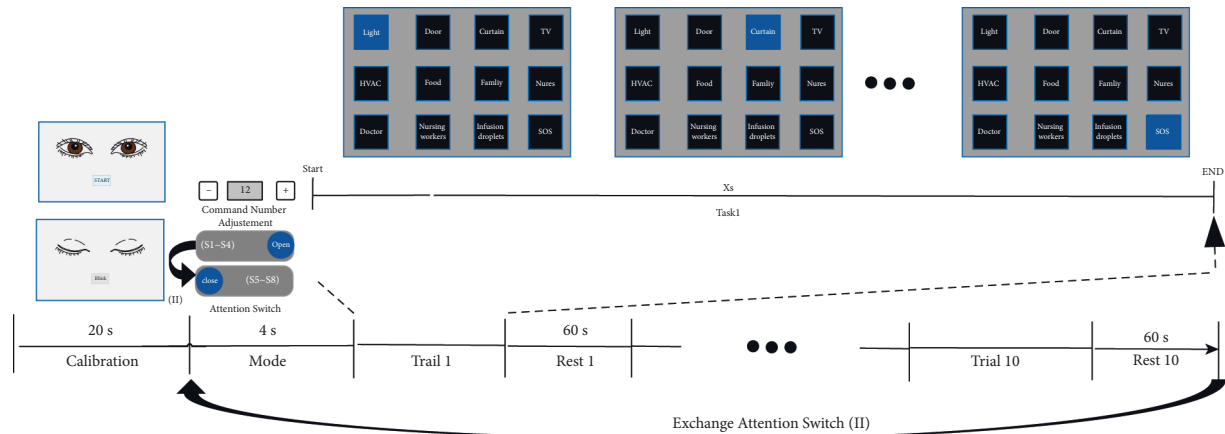 Light Door Curtain TV
HVAC Food Famliy Nures
Doctor Nursing workers Infusion droplets SOS
Light Door Curtain TV
HVAC Food Famliy Nures
Doctor Nursing workers Infusion droplets SOS
Light Door Curtain TV
HVAC Food Famliy Nures
Doctor Nursing workers Infusion droplets SOS
START
Blink
(II)
− 12 +
Command Number
Adjustement
(S1~S4) Open
close (S5~S8)
Attention Switch
Start
Xs
END
Task1
20 s 4 s 60 s 60 s
Calibration Mode Trail 1 Rest 1 Trial 10 Rest 10
Exchange Attention Switch (II)